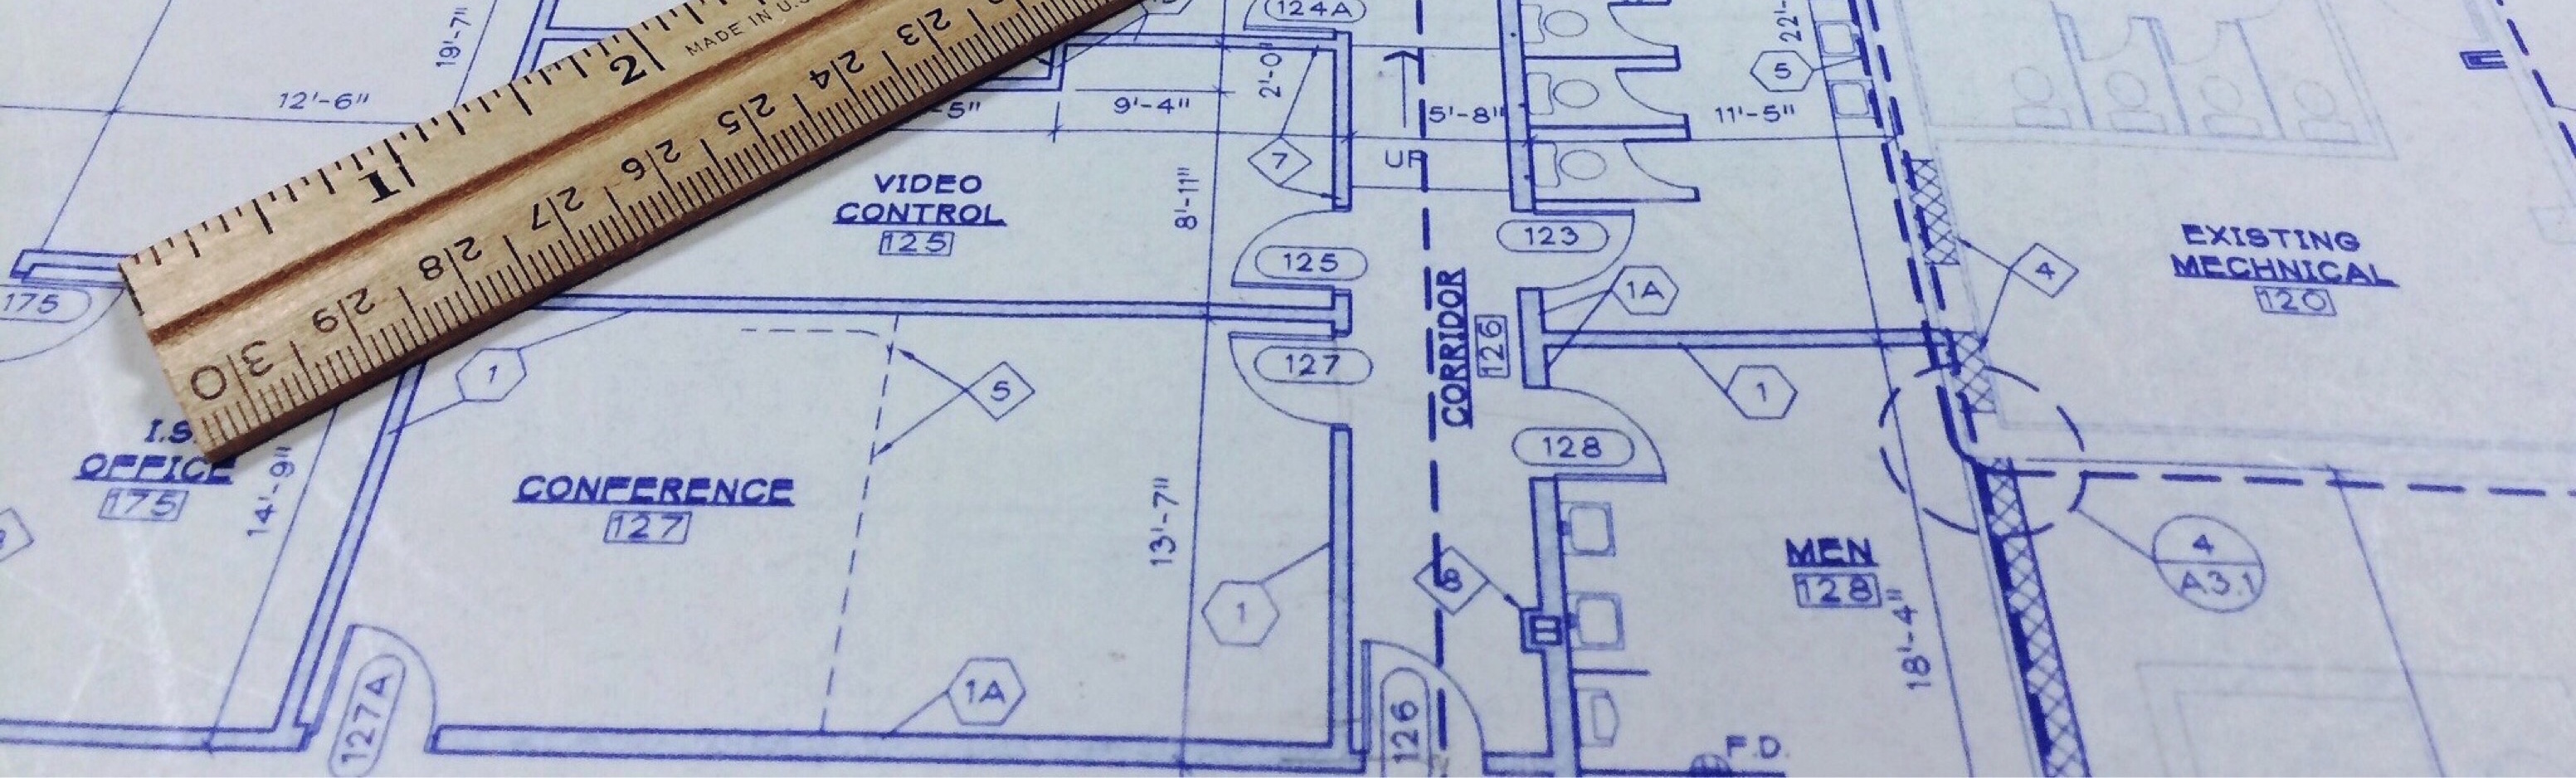 124A
19'-7"
MADE IN U.S
2
23
22'-
5
2'-0"
24
12'-6"
-5"
9'-4"
5'-8"
11'-5"
25
7
UP
26
1
VIDEO
CONTROL
125
8'-11"
27
123
EXISTING
MECHNICAL
120
4
28
125
1A
175
29
CORRIDOR
126
127
30
1
5
1
I.S.
OFFICE
175
14'-9"
CONFERENCE
127
13'-7"
128
MEN
128
4
A3.1
8
1
18'-4"
1A
127A
126
F.D.